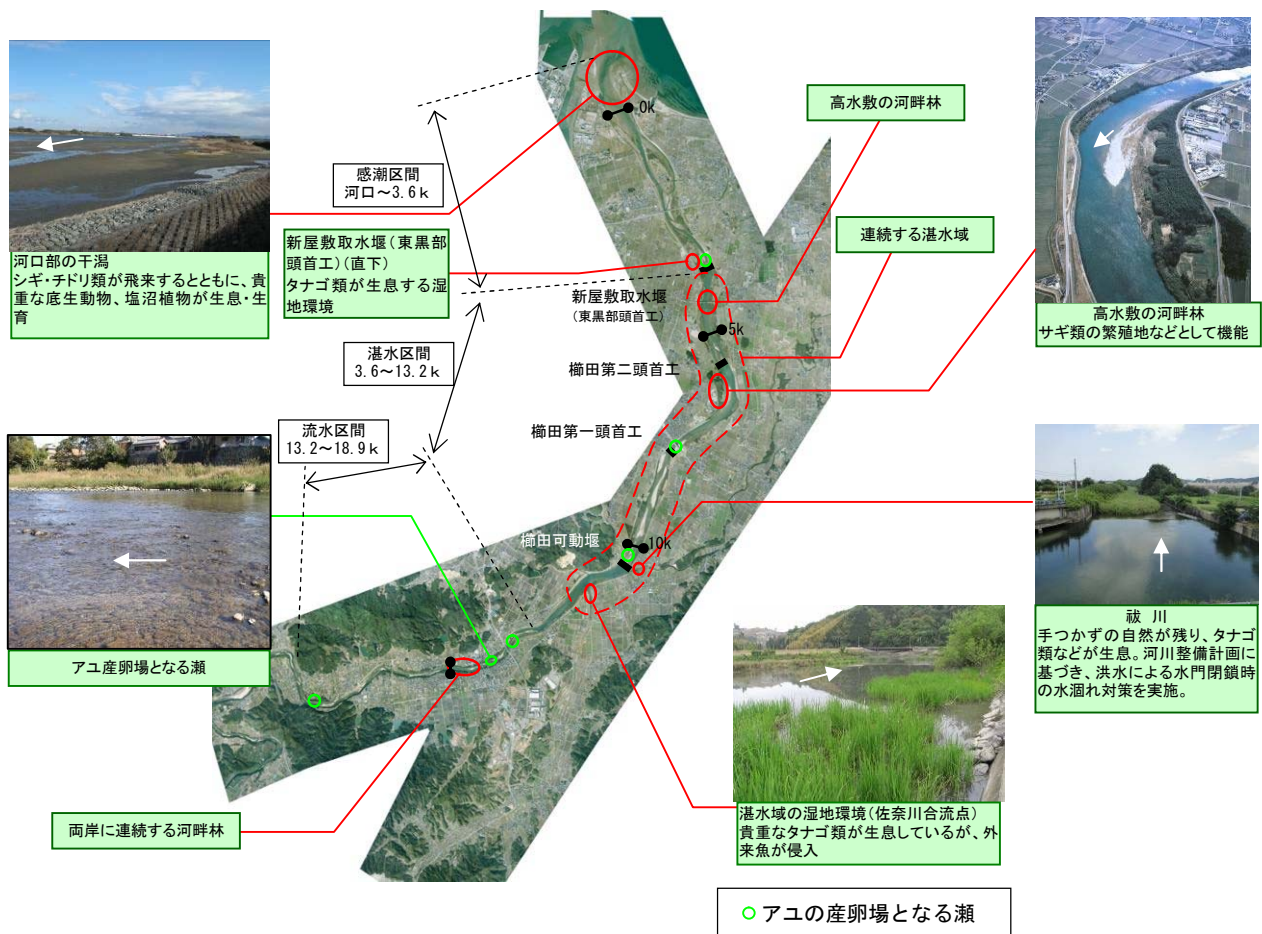 0k
高水敷の河畔林
感潮区間
河口～3.6k
連続する湛水域
新屋敷取水堰(東黒部
頭首工)(直下)
タナゴ類が生息する湿
地環境
河口部の干潟
シギ・チドリ類が飛来するとともに、貴
重な底生動物、塩沼植物が生息・生
育
高水敷の河畔林
サギ類の繁殖地などとして機能
新屋敷取水堰
(東黒部頭首工)
5k
湛水区間
3.6～13.2k
櫛田第二頭首工
櫛田第一頭首工
流水区間
13.2～18.9k
櫛田可動堰
10k
祓 川
手つかずの自然が残り、タナゴ
類などが生息。河川整備計画に
基づき、洪水による水門閉鎖時
の水涸れ対策を実施。
アユ産卵場となる瀬
湛水域の湿地環境(佐奈川合流点)
貴重なタナゴ類が生息しているが、外
来魚が侵入
両岸に連続する河畔林
アユの産卵場となる瀬